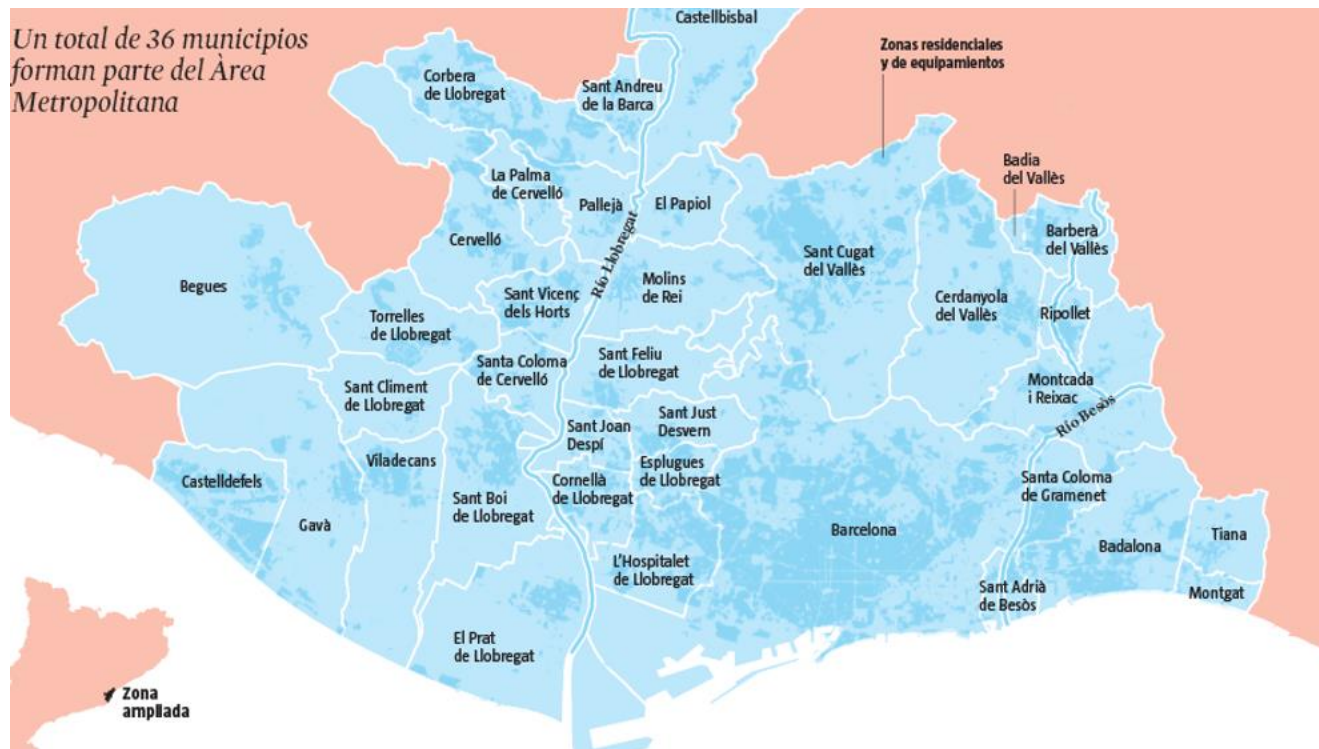 Un total de 36 municipios
forman parte del Àrea
Metropolitana
Castellbisbal
Zonas residenciales
y de equipamientos
Corbera
de Llobregat
Sant Andreu
de la Barca
Badia
del Vallès
La Palma
de Cervelló
Pallejà
El Papiol
Barberà
del Vallès
Cervelló
Río Llobregat
Sant Cugat
del Vallès
Begues
Molins
de Rei
Sant Vicenç
dels Horts
Cerdanyola
del Vallès
Ripollet
Torrelles
de Llobregat
Santa Coloma
de Cervelló
Sant Feliu
de Llobregat
Sant Climent
de Llobregat
Montcada
i Reixac
Río Besòs
Sant Joan
Despí
Sant Just
Desvern
Viladecans
Esplugues
de Llobregat
Castelldefels
Cornellà
de Llobregat
Santa Coloma
de Gramenet
Sant Boi
de Llobregat
Gavà
Barcelona
Badalona
Tiana
L'Hospitalet
de Llobregat
Sant Adrià
de Besòs
Montgat
El Prat
de Llobregat
Zona
ampliada